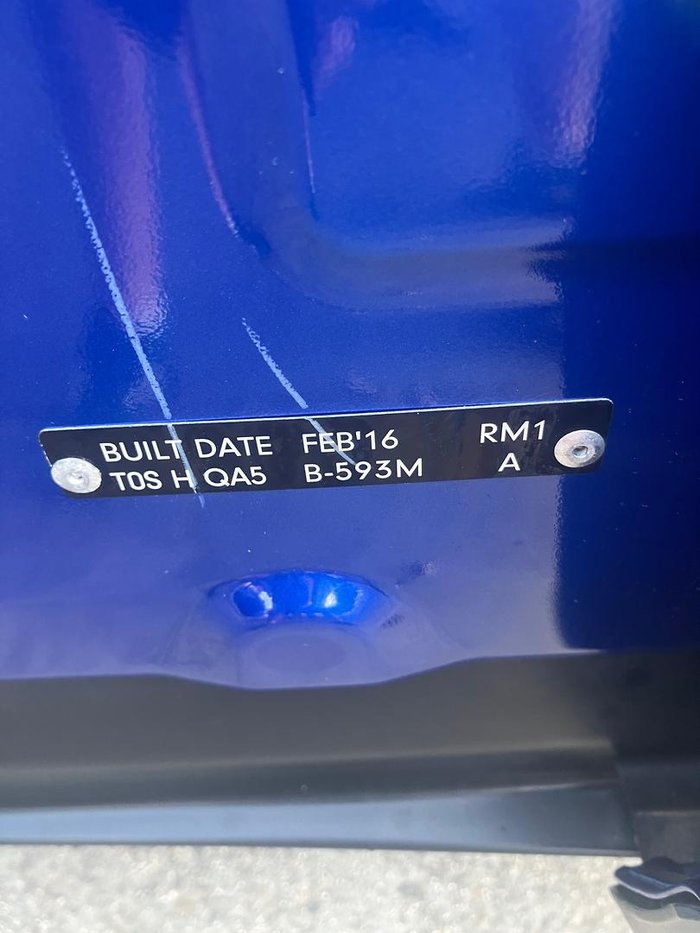 BUILT DATE FEB'16 RM1
T0S H QA5 B-593M A